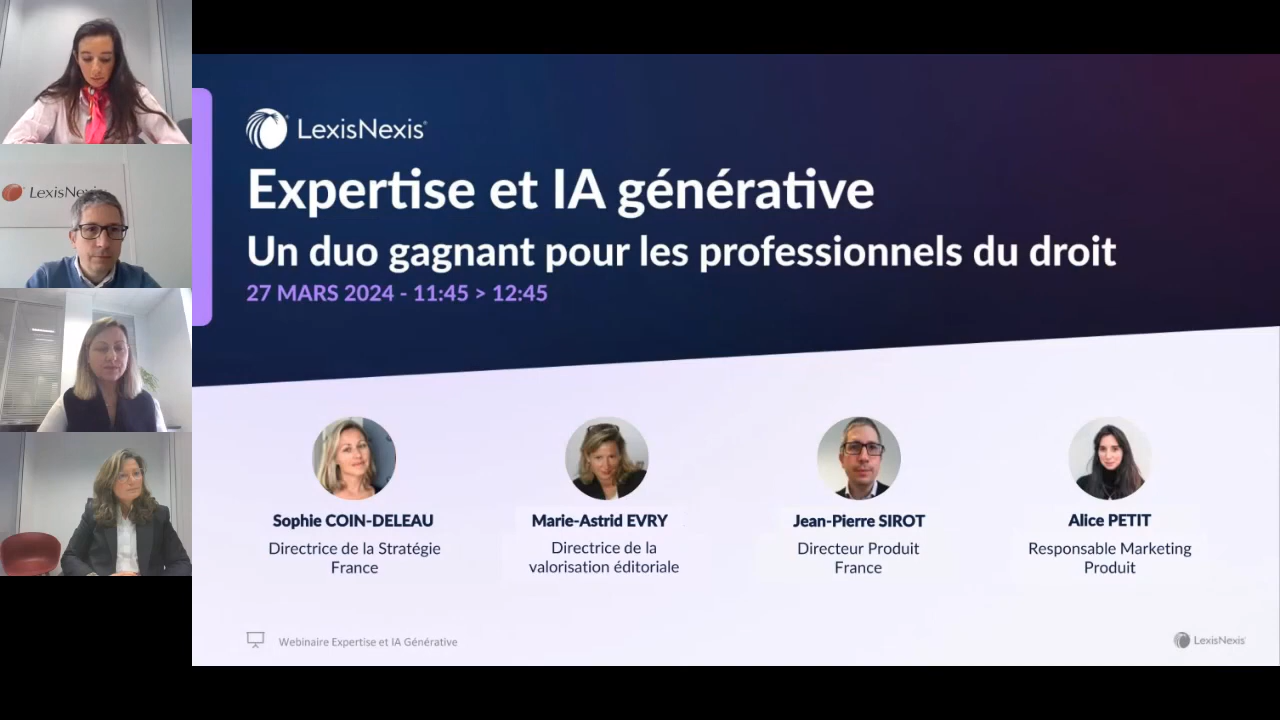 LexisNexis
LexisNexis®
Expertise et IA générative
Un duo gagnant pour les professionnels du droit
27 MARS 2024 - 11:45 > 12:45
Sophie COIN-DELEAU
Directrice de la Stratégie
France
Marie-Astrid EVRY
Directrice de la
valorisation éditoriale
Jean-Pierre SIROT
Directeur Produit
France
Alice PETIT
Responsable Marketing
Produit
Webinaire Expertise et IA Générative
LexisNexis